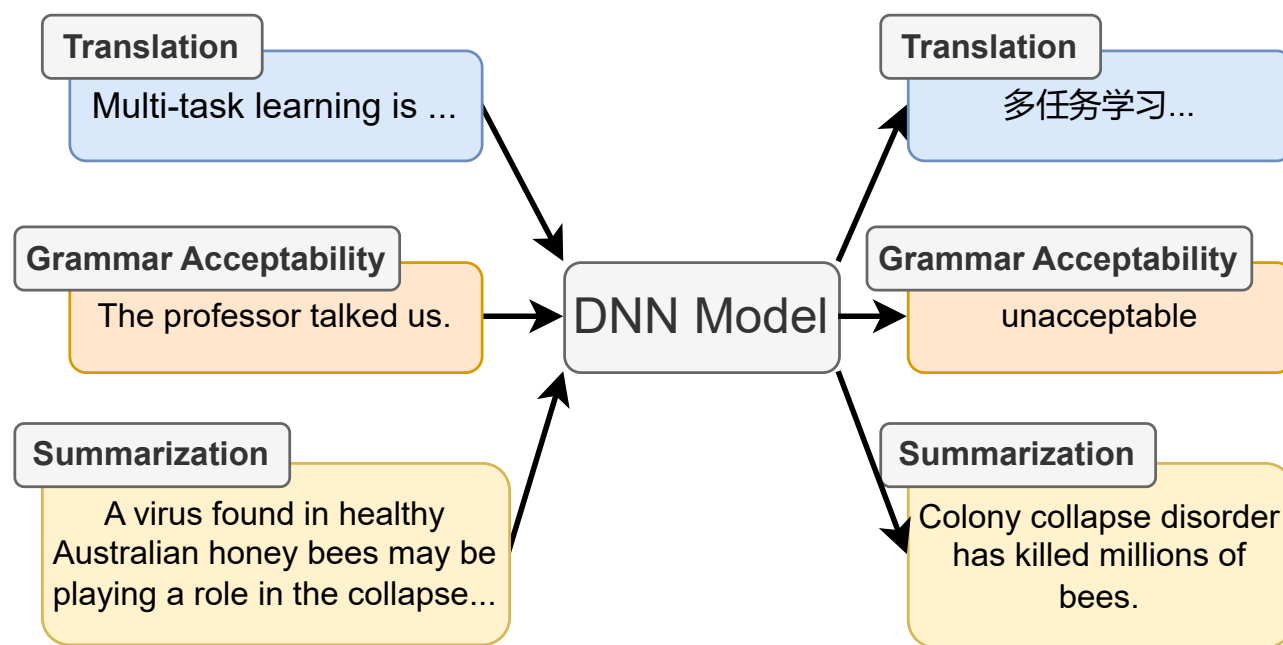 Translation
Multi-task learning is ...
Grammar Acceptability
The professor talked us.
Summarization
A virus found in healthy
Australian honey bees may be
playing a role in the collapse...
DNN Model
Translation
多任务学习...
Grammar Acceptability
unacceptable
Summarization
Colony collapse disorder
has killed millions of
bees.